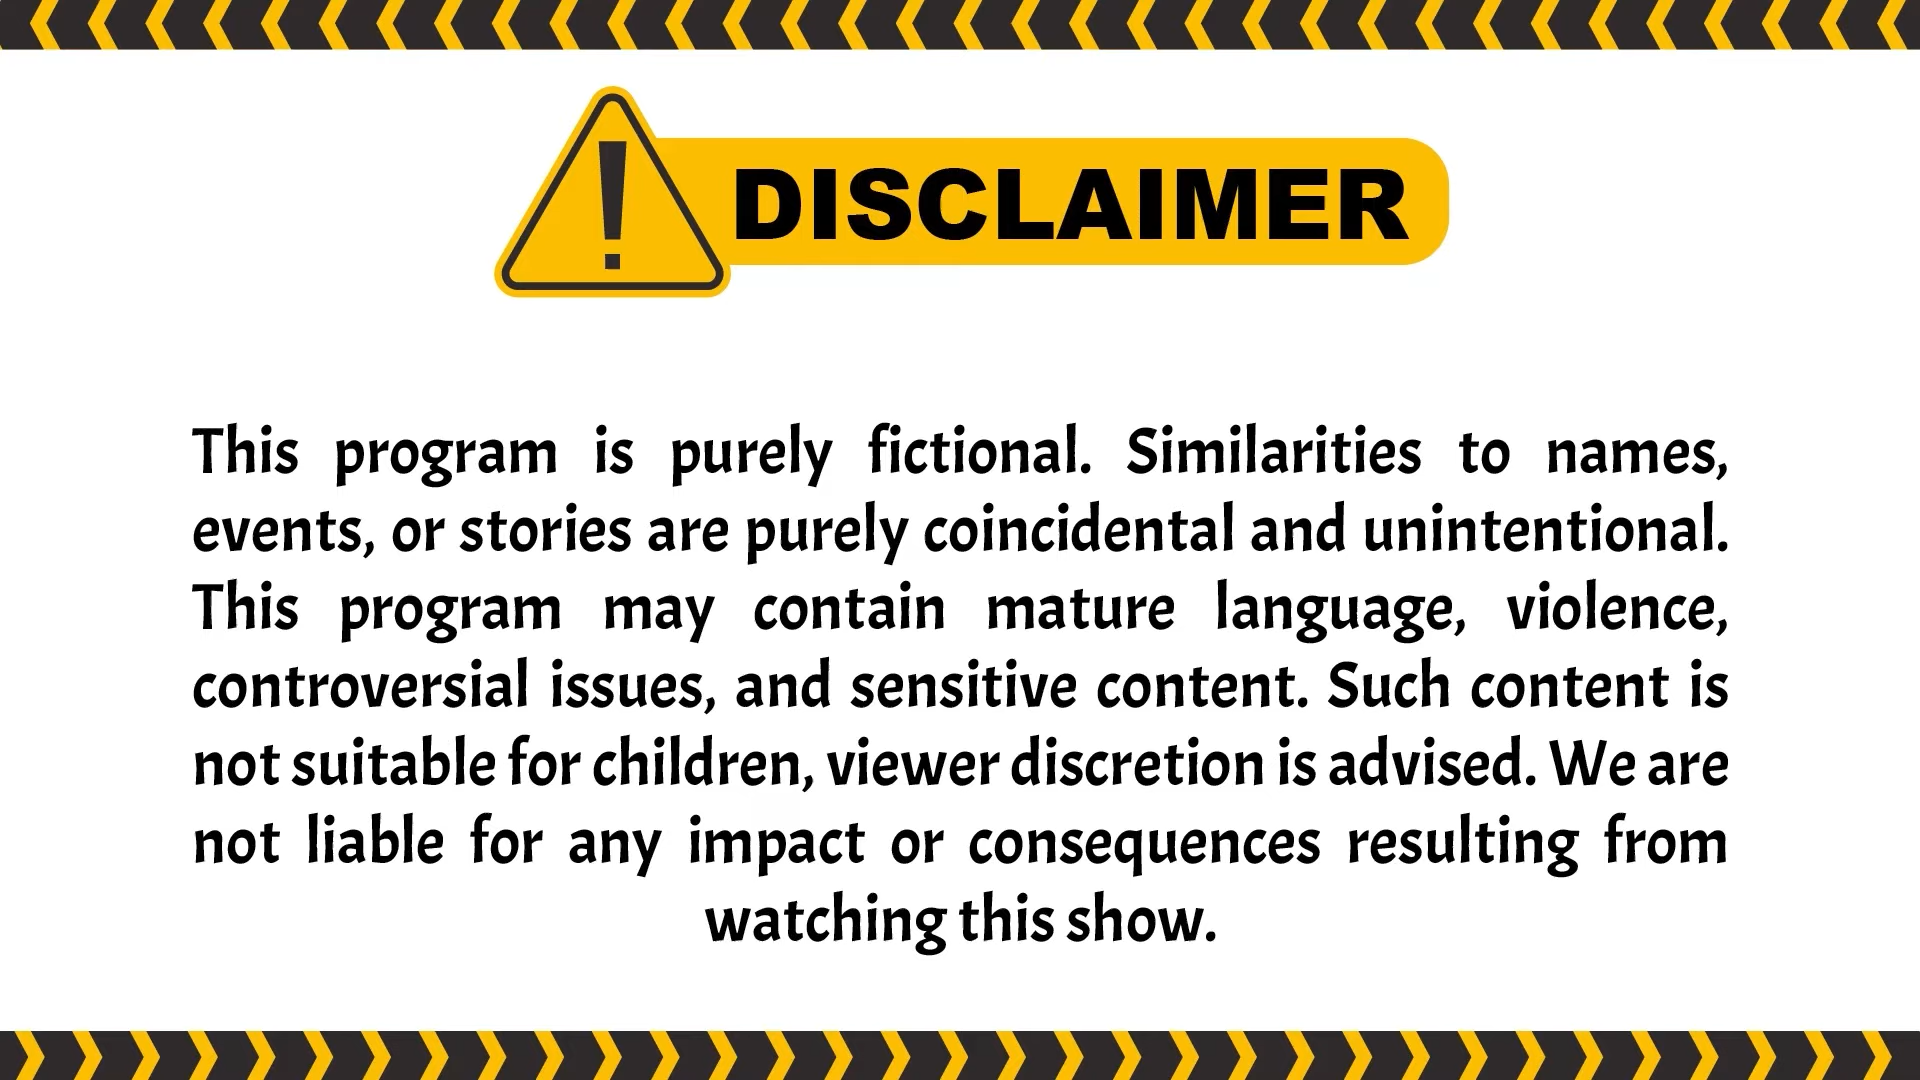 !
DISCLAIMER
This program is purely fictional. Similarities to names,
events, or stories are purely coincidental and unintentional.
This program may contain mature language, violence,
controversial issues, and sensitive content. Such content is
not suitable for children, viewer discretion is advised. We are
not liable for any impact or consequences resulting from
watching this show.